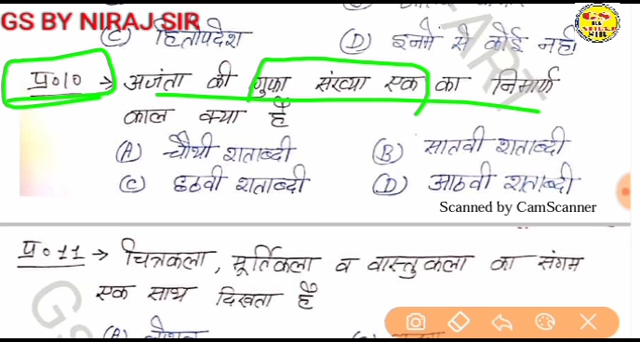 GS BY NIRAJ SIR
(C) हितोपदेश
(D) इनमें से कोई नहीं
प्र०10 → अजंता की गुफा संख्या एक का निर्माण
काल क्या है
(A) चौथी शताब्दी
(B) सातवी शताब्दी
(C) छठवी शताब्दी
(D) आठवी शताब्दी
Scanned by CamScanner
प्र०11 → चित्रकला, मूर्तिकला व वास्तुकला का संगम
एक साथ दिखता है
(A)